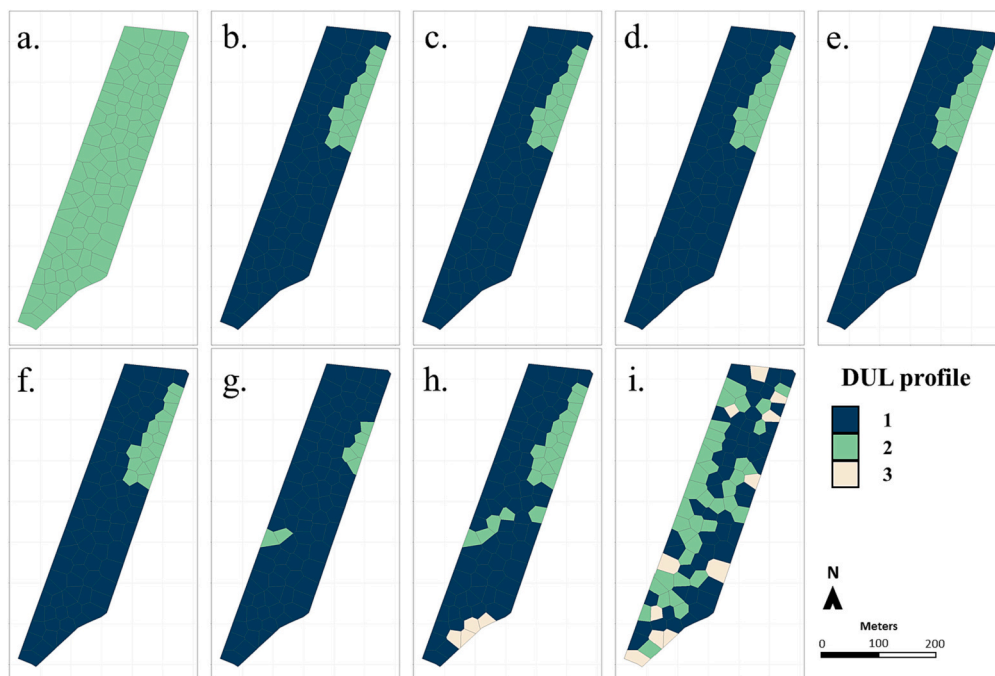 a.
b.
c.
d.
e.
f.
g.
h.
i.
DUL profile
1
2
3
N
Meters
0 100 200